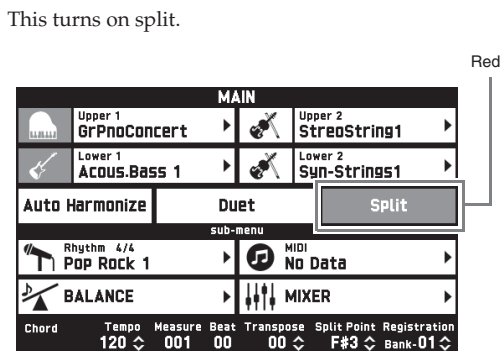 This turns on split.
Red
MAIN
Upper 1
GrPnoConcert
Upper 2
StreoString1
Lower 1
Acous.Bass 1
Lower 2
Syn-Strings1
Auto Harmonize Duet Split
sub-menu
Rhythm 4/4
Pop Rock 1
MIDI
No Data
BALANCE MIXER
Chord Tempo Measure Beat Transpose Split Point Registration
120 001 00 00 F#3 Bank-01